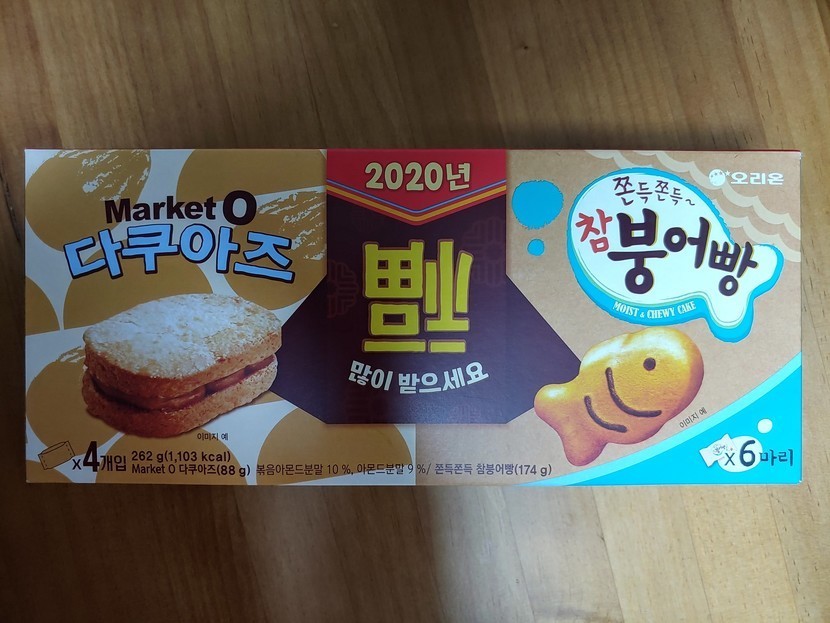 Market O
다쿠아즈
이미지 예
x4개입
262 g(1,103 kcal)
Market O 다쿠아즈(88 g) 볶음아몬드분말 10 %, 아몬드분말 9 %/ 쫀득쫀득 참붕어빵(174 g)
2020년
많이 받으세요
오리온
쫀득쫀득~
참붕어빵
MOIST & CHEWY CAKE
이미지 예
x6마리